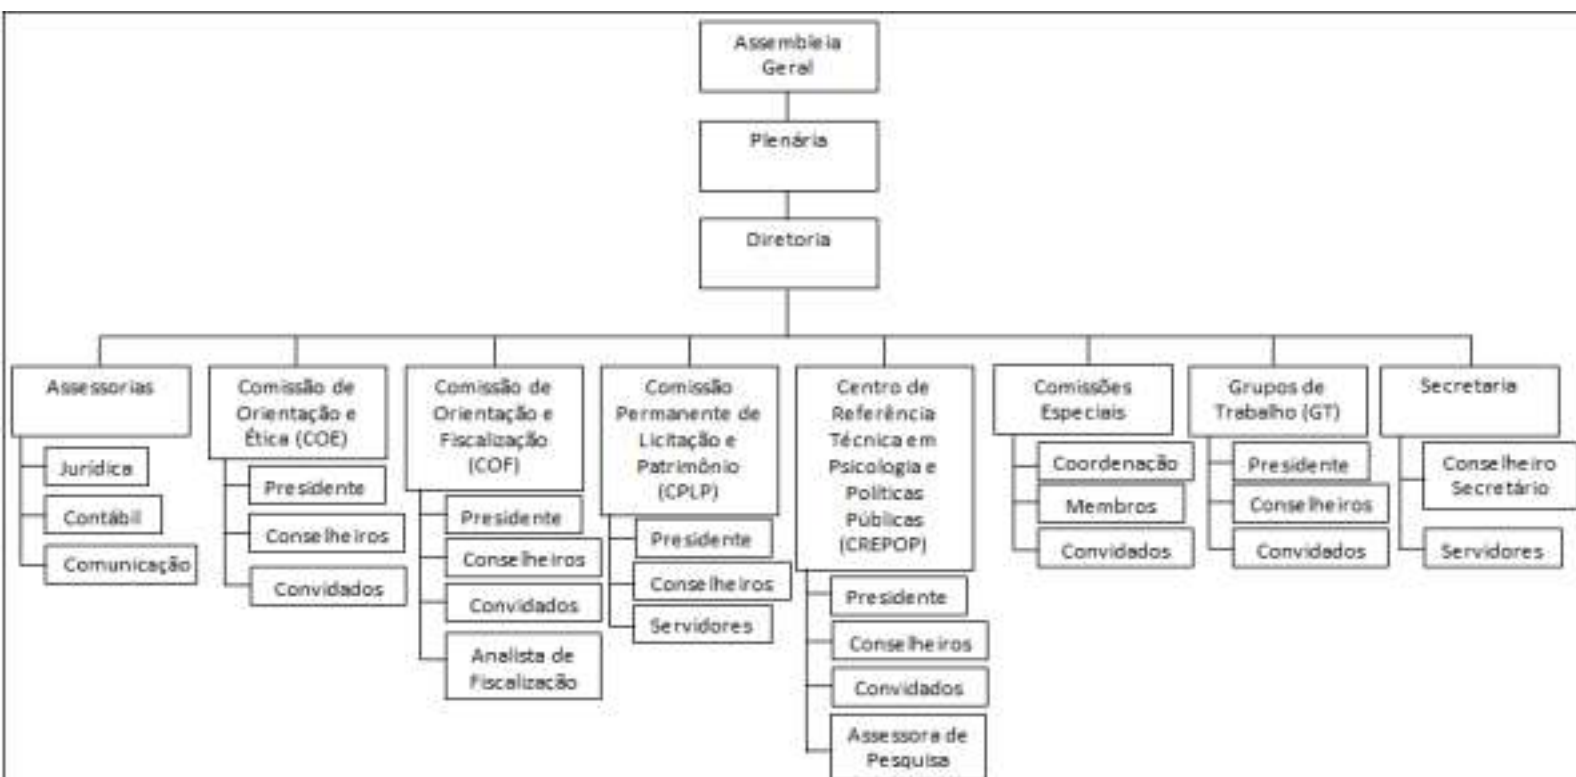 Assembleia
Geral
Plenária
Diretoria
Assessorias
Jurídica
Contábil
Comunicação
Comissão de
Orientação e
Ética (COE)
Presidente
Conselheiros
Convidados
Comissão de
Orientação e
Fiscalização
(COF)
Presidente
Conselheiros
Convidados
Analista de
Fiscalização
Comissão
Permanente de
Licitação e
Patrimônio
(CPLP)
Presidente
Conselheiros
Servidores
Centro de
Referência
Técnica em
Psicologia e
Políticas
Públicas
(CREPOP)
Presidente
Conselheiros
Convidados
Assessora de
Pesquisa
Comissões
Especiais
Coordenação
Membros
Convidados
Grupos de
Trabalho (GT)
Presidente
Conselheiros
Convidados
Secretaria
Conselheiro
Secretário
Servidores